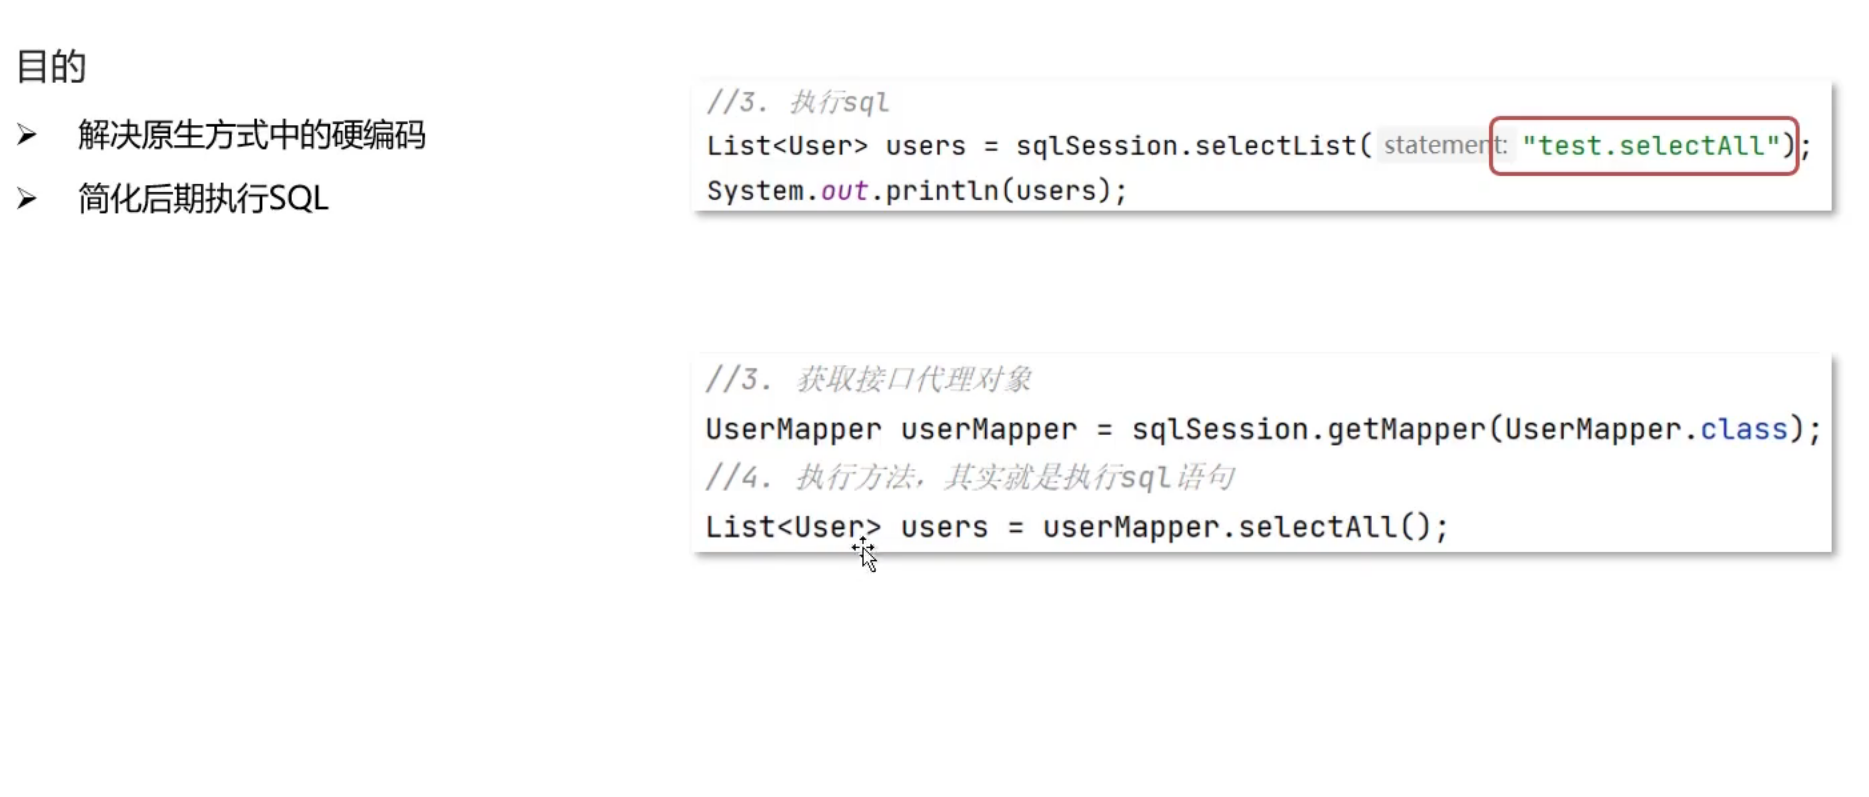 目的
➢ 解决原生方式中的硬编码
➢ 简化后期执行SQL
//3. 执行sql
List<User> users = sqlSession.selectList( statement: "test.selectAll");
System.out.println(users);
//3. 获取接口代理对象
UserMapper userMapper = sqlSession.getMapper(UserMapper.class);
//4. 执行方法，其实就是执行sql语句
List<User> users = userMapper.selectAll();